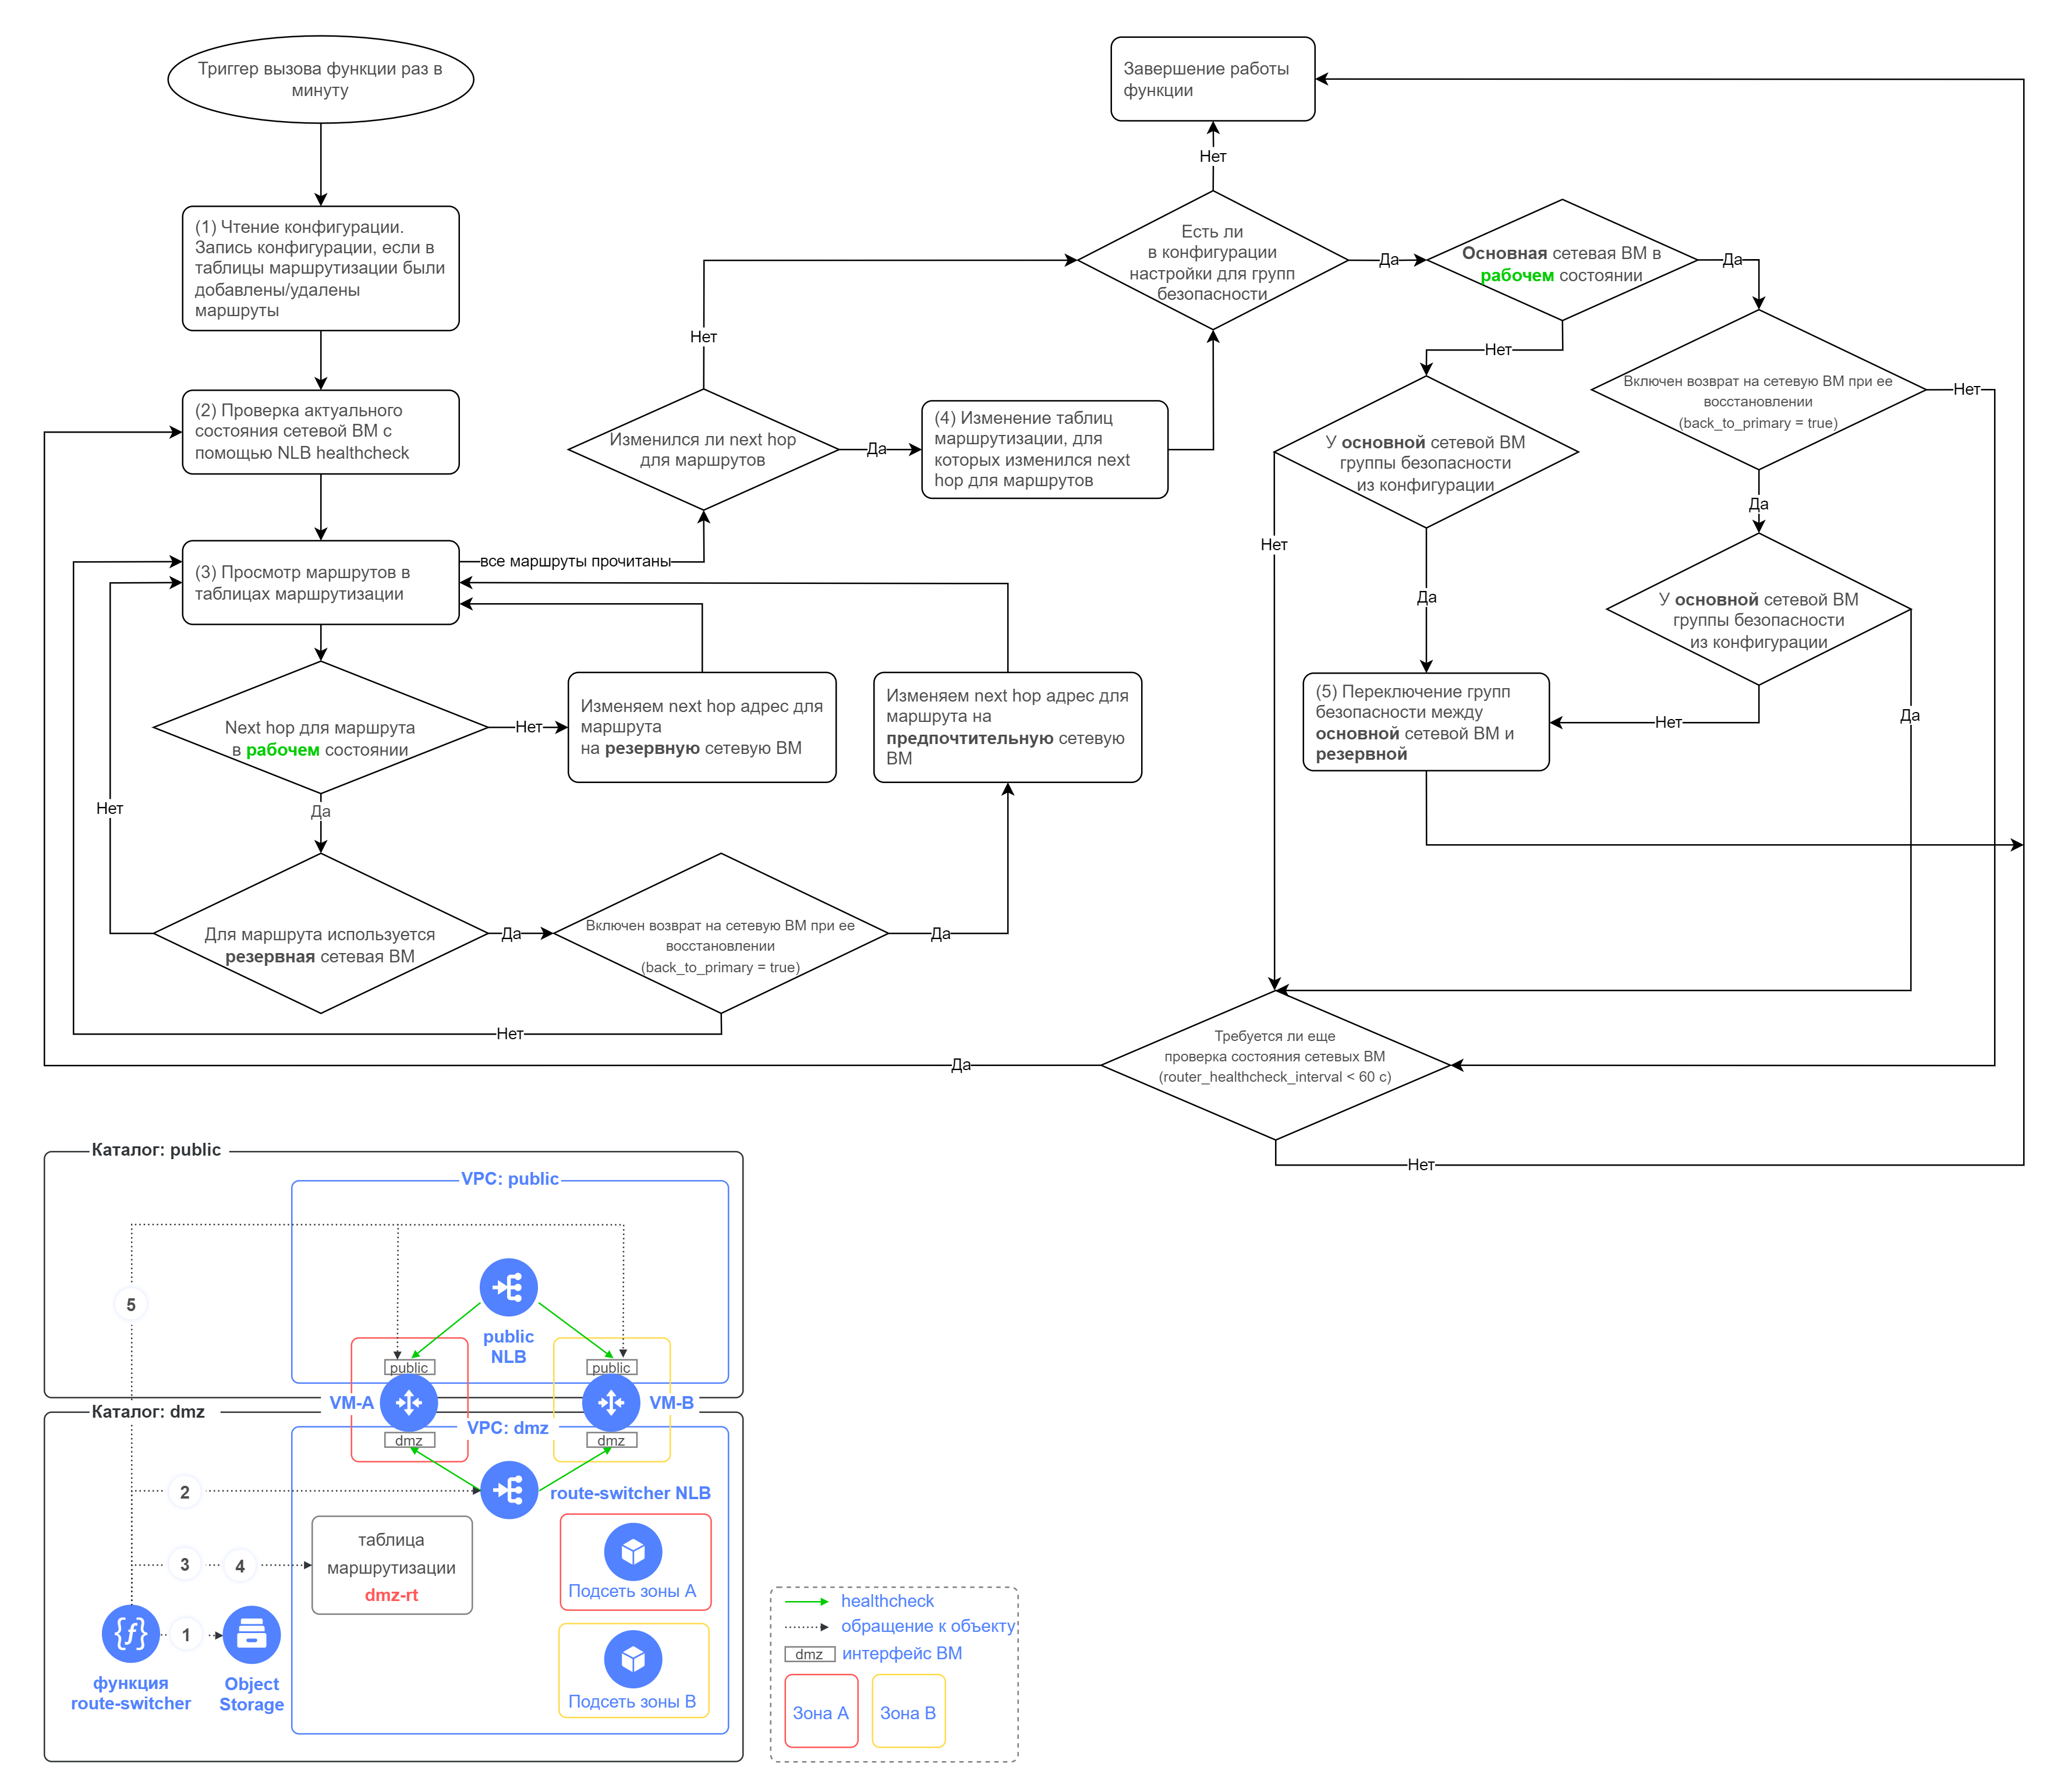 Триггер вызова функции раз в
минуту
(1) Чтение конфигурации.
Запись конфигурации, если в
таблицы маршрутизации были
добавлены/удалены
маршруты
(2) Проверка актуального
состояния сетевой ВМ с
помощью NLB healthcheck
(3) Просмотр маршрутов в
таблицах маршрутизации
все маршруты прочитаны
Next hop для маршрута
в рабочем состоянии
Нет
Изменяем next hop адрес для
маршрута
на резервную сетевую ВМ
Изменяем next hop адрес для
маршрута на
предпочтительную сетевую
ВМ
Да
Нет
Для маршрута используется
резервная сетевая ВМ
Да
Включен возврат на сетевую ВМ при ее
восстановлении
(back_to_primary = true)
Да
Нет
Изменился ли next hop
для маршрутов
Нет
Да
(4) Изменение таблиц
маршрутизации, для
которых изменился next
hop для маршрутов
Завершение работы
функции
Нет
Есть ли
в конфигурации
настройки для групп
безопасности
Да
Основная сетевая ВМ в
рабочем состоянии
Да
Нет
Включен возврат на сетевую ВМ при ее
восстановлении
(back_to_primary = true)
Нет
Да
У основной сетевой ВМ
группы безопасности
из конфигурации
Нет
Да
У основной сетевой ВМ
группы безопасности
из конфигурации
Нет
Да
(5) Переключение групп
безопасности между
основной сетевой ВМ и
резервной
Требуется ли еще
проверка состояния сетевых ВМ
(router_healthcheck_interval < 60 с)
Да
Нет
Каталог: public
VPC: public
5
public
NLB
public
public
VM-A
VM-B
Каталог: dmz
VPC: dmz
dmz
dmz
2
route-switcher NLB
таблица
маршрутизации
dmz-rt
3
4
Подсеть зоны A
1
функция
route-switcher
Object
Storage
Подсеть зоны B
healthcheck
обращение к объекту
dmz
интерфейс ВМ
Зона A
Зона B